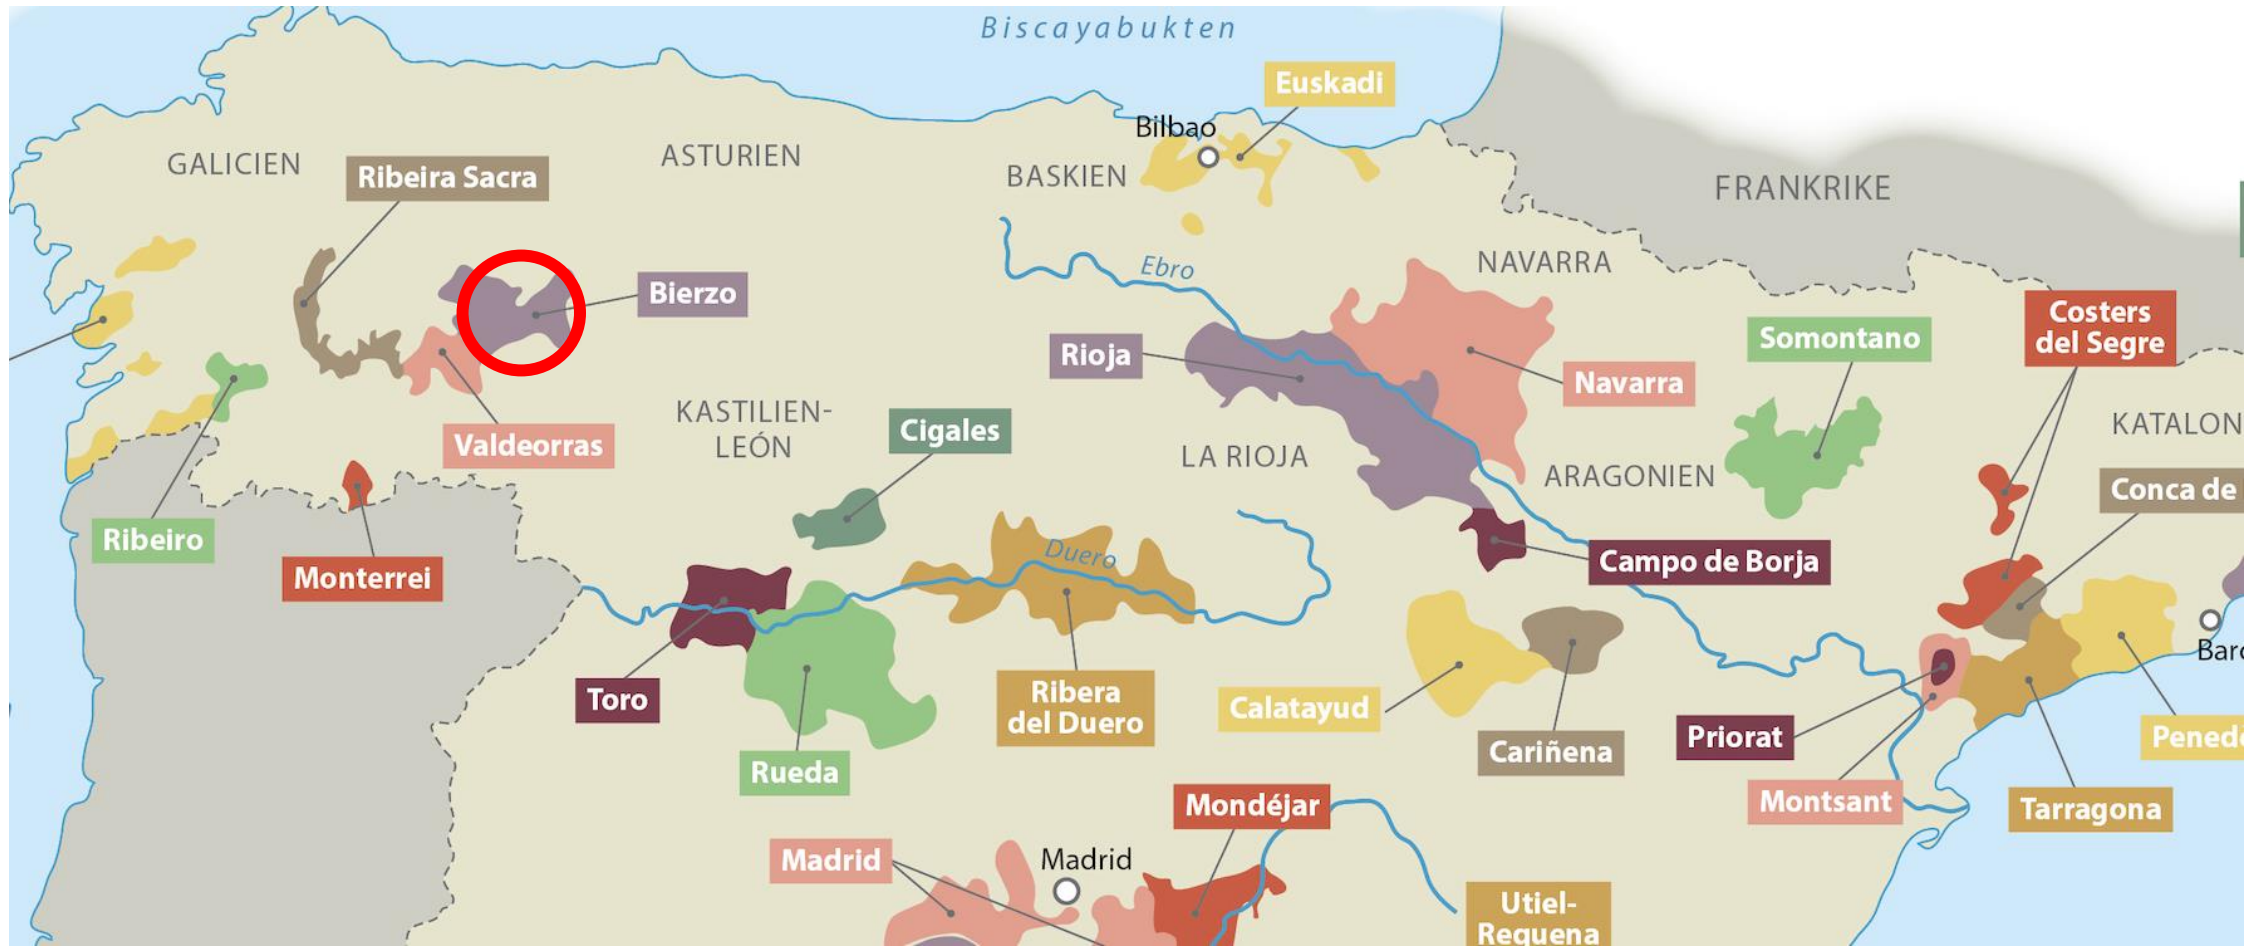 Biscayabukten
Euskadi
Bilbao
GALICIEN
Ribeira Sacra
ASTURIEN
BASKIEN
FRANKRIKE
Ebro
NAVARRA
Bierzo
Costers
del Segre
Somontano
Rioja
Navarra
KASTILIEN-
LEÓN
Cigales
Valdeorras
LA RIOJA
ARAGONIEN
KATALON
Conca de
Ribeiro
Monterrei
Duero
Campo de Borja
Toro
Ribera
del Duero
Calatayud
Cariñena
Priorat
Barc
Rueda
Mondéjar
Montsant
Tarragona
Penedè
Madrid
Madrid
Utiel-
Requena